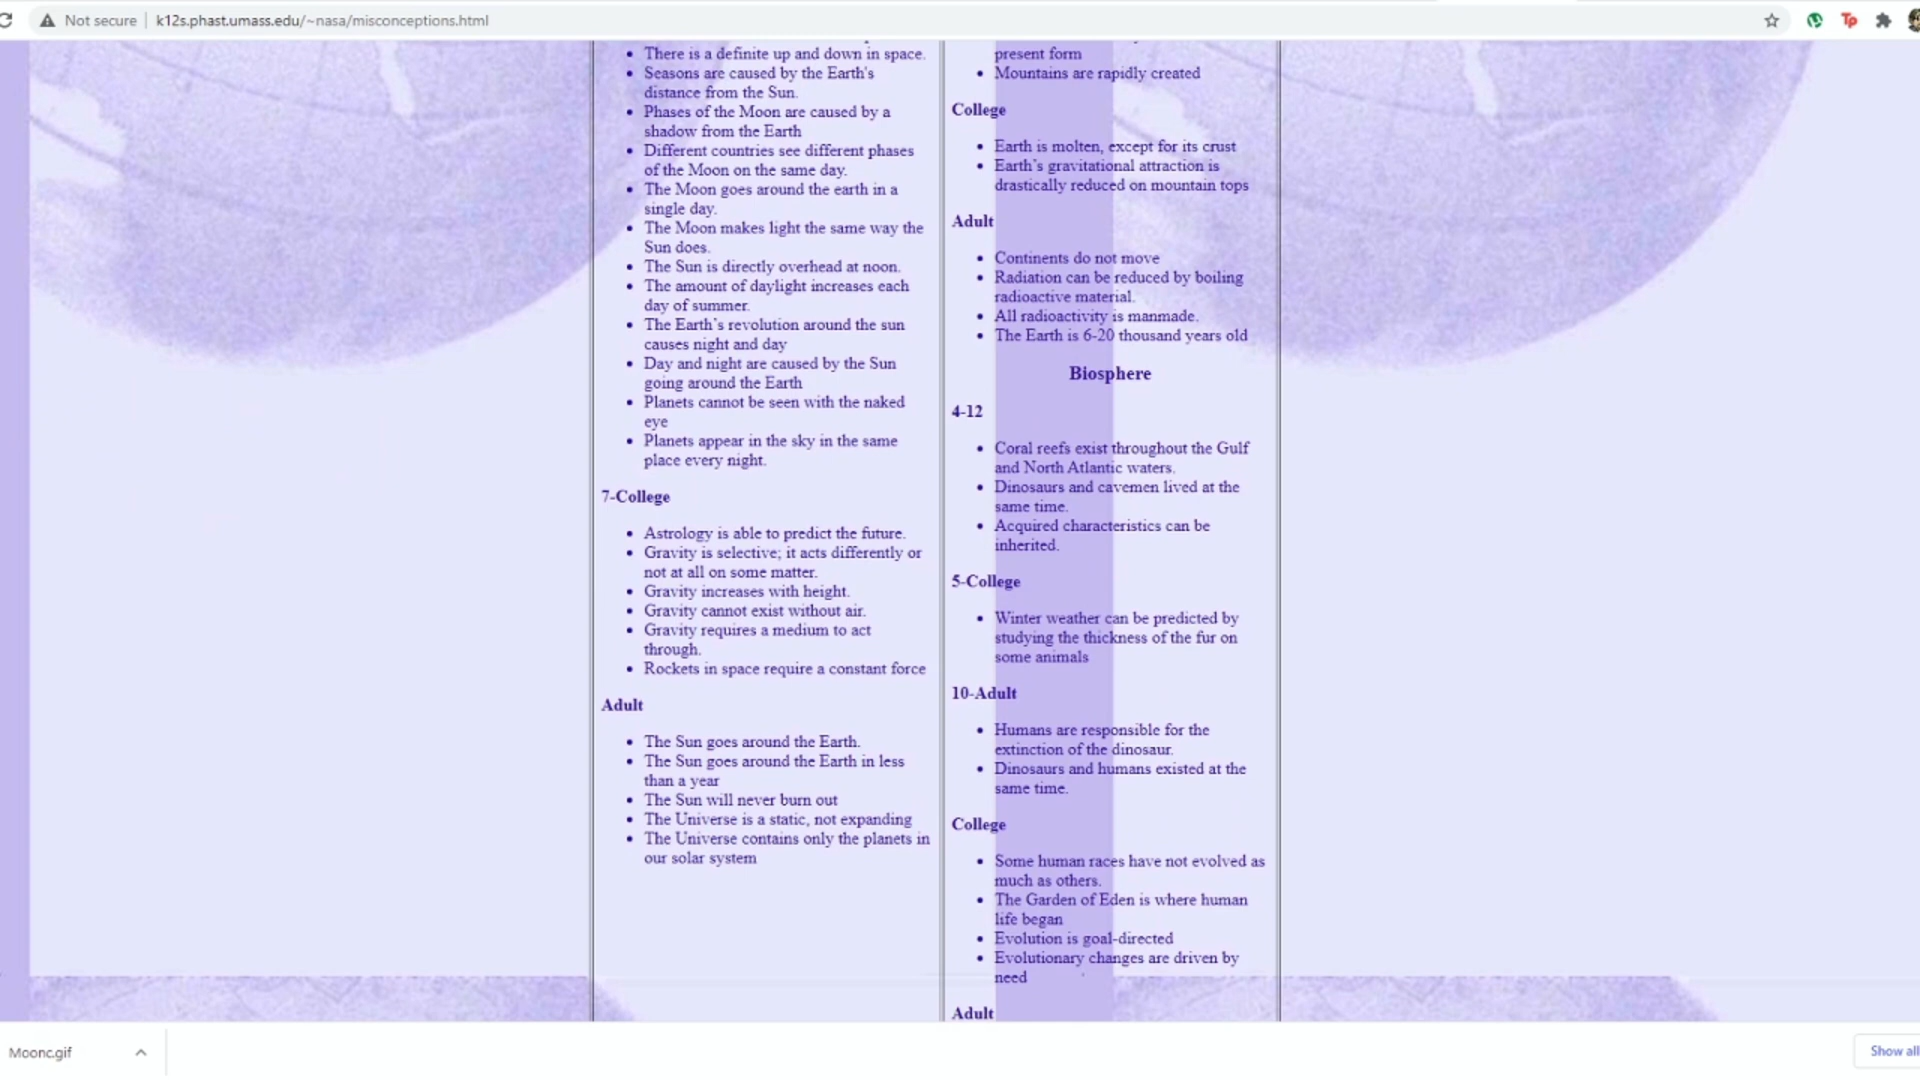 Not secure
k12s.phast.umass.edu/~nasa/misconceptions.html
Tp
• There is a definite up and down in space.
• Seasons are caused by the Earth's
distance from the Sun.
• Phases of the Moon are caused by a
shadow from the Earth
• Different countries see different phases
of the Moon on the same day.
• The Moon goes around the earth in a
single day.
• The Moon makes light the same way the
Sun does.
• The Sun is directly overhead at noon.
• The amount of daylight increases each
day of summer.
• The Earth's revolution around the sun
causes night and day
• Day and night are caused by the Sun
going around the Earth
• Planets cannot be seen with the naked
eye
• Planets appear in the sky in the same
place every night.
7-College
• Astrology is able to predict the future.
• Gravity is selective; it acts differently or
not at all on some matter.
• Gravity increases with height.
• Gravity cannot exist without air.
• Gravity requires a medium to act
through.
• Rockets in space require a constant force
Adult
• The Sun goes around the Earth.
• The Sun goes around the Earth in less
than a year
• The Sun will never burn out
• The Universe is a static, not expanding
• The Universe contains only the planets in
our solar system
present form
• Mountains are rapidly created
College
• Earth is molten, except for its crust
• Earth's gravitational attraction is
drastically reduced on mountain tops
Adult
• Continents do not move
• Radiation can be reduced by boiling
radioactive material.
• All radioactivity is manmade.
• The Earth is 6-20 thousand years old
Biosphere
4-12
• Coral reefs exist throughout the Gulf
and North Atlantic waters.
• Dinosaurs and cavemen lived at the
same time.
• Acquired characteristics can be
inherited.
5-College
• Winter weather can be predicted by
studying the thickness of the fur on
some animals
10-Adult
• Humans are responsible for the
extinction of the dinosaur.
• Dinosaurs and humans existed at the
same time.
College
• Some human races have not evolved as
much as others.
• The Garden of Eden is where human
life began
• Evolution is goal-directed
• Evolutionary changes are driven by
need
Adult
Moonc.gif
Show all